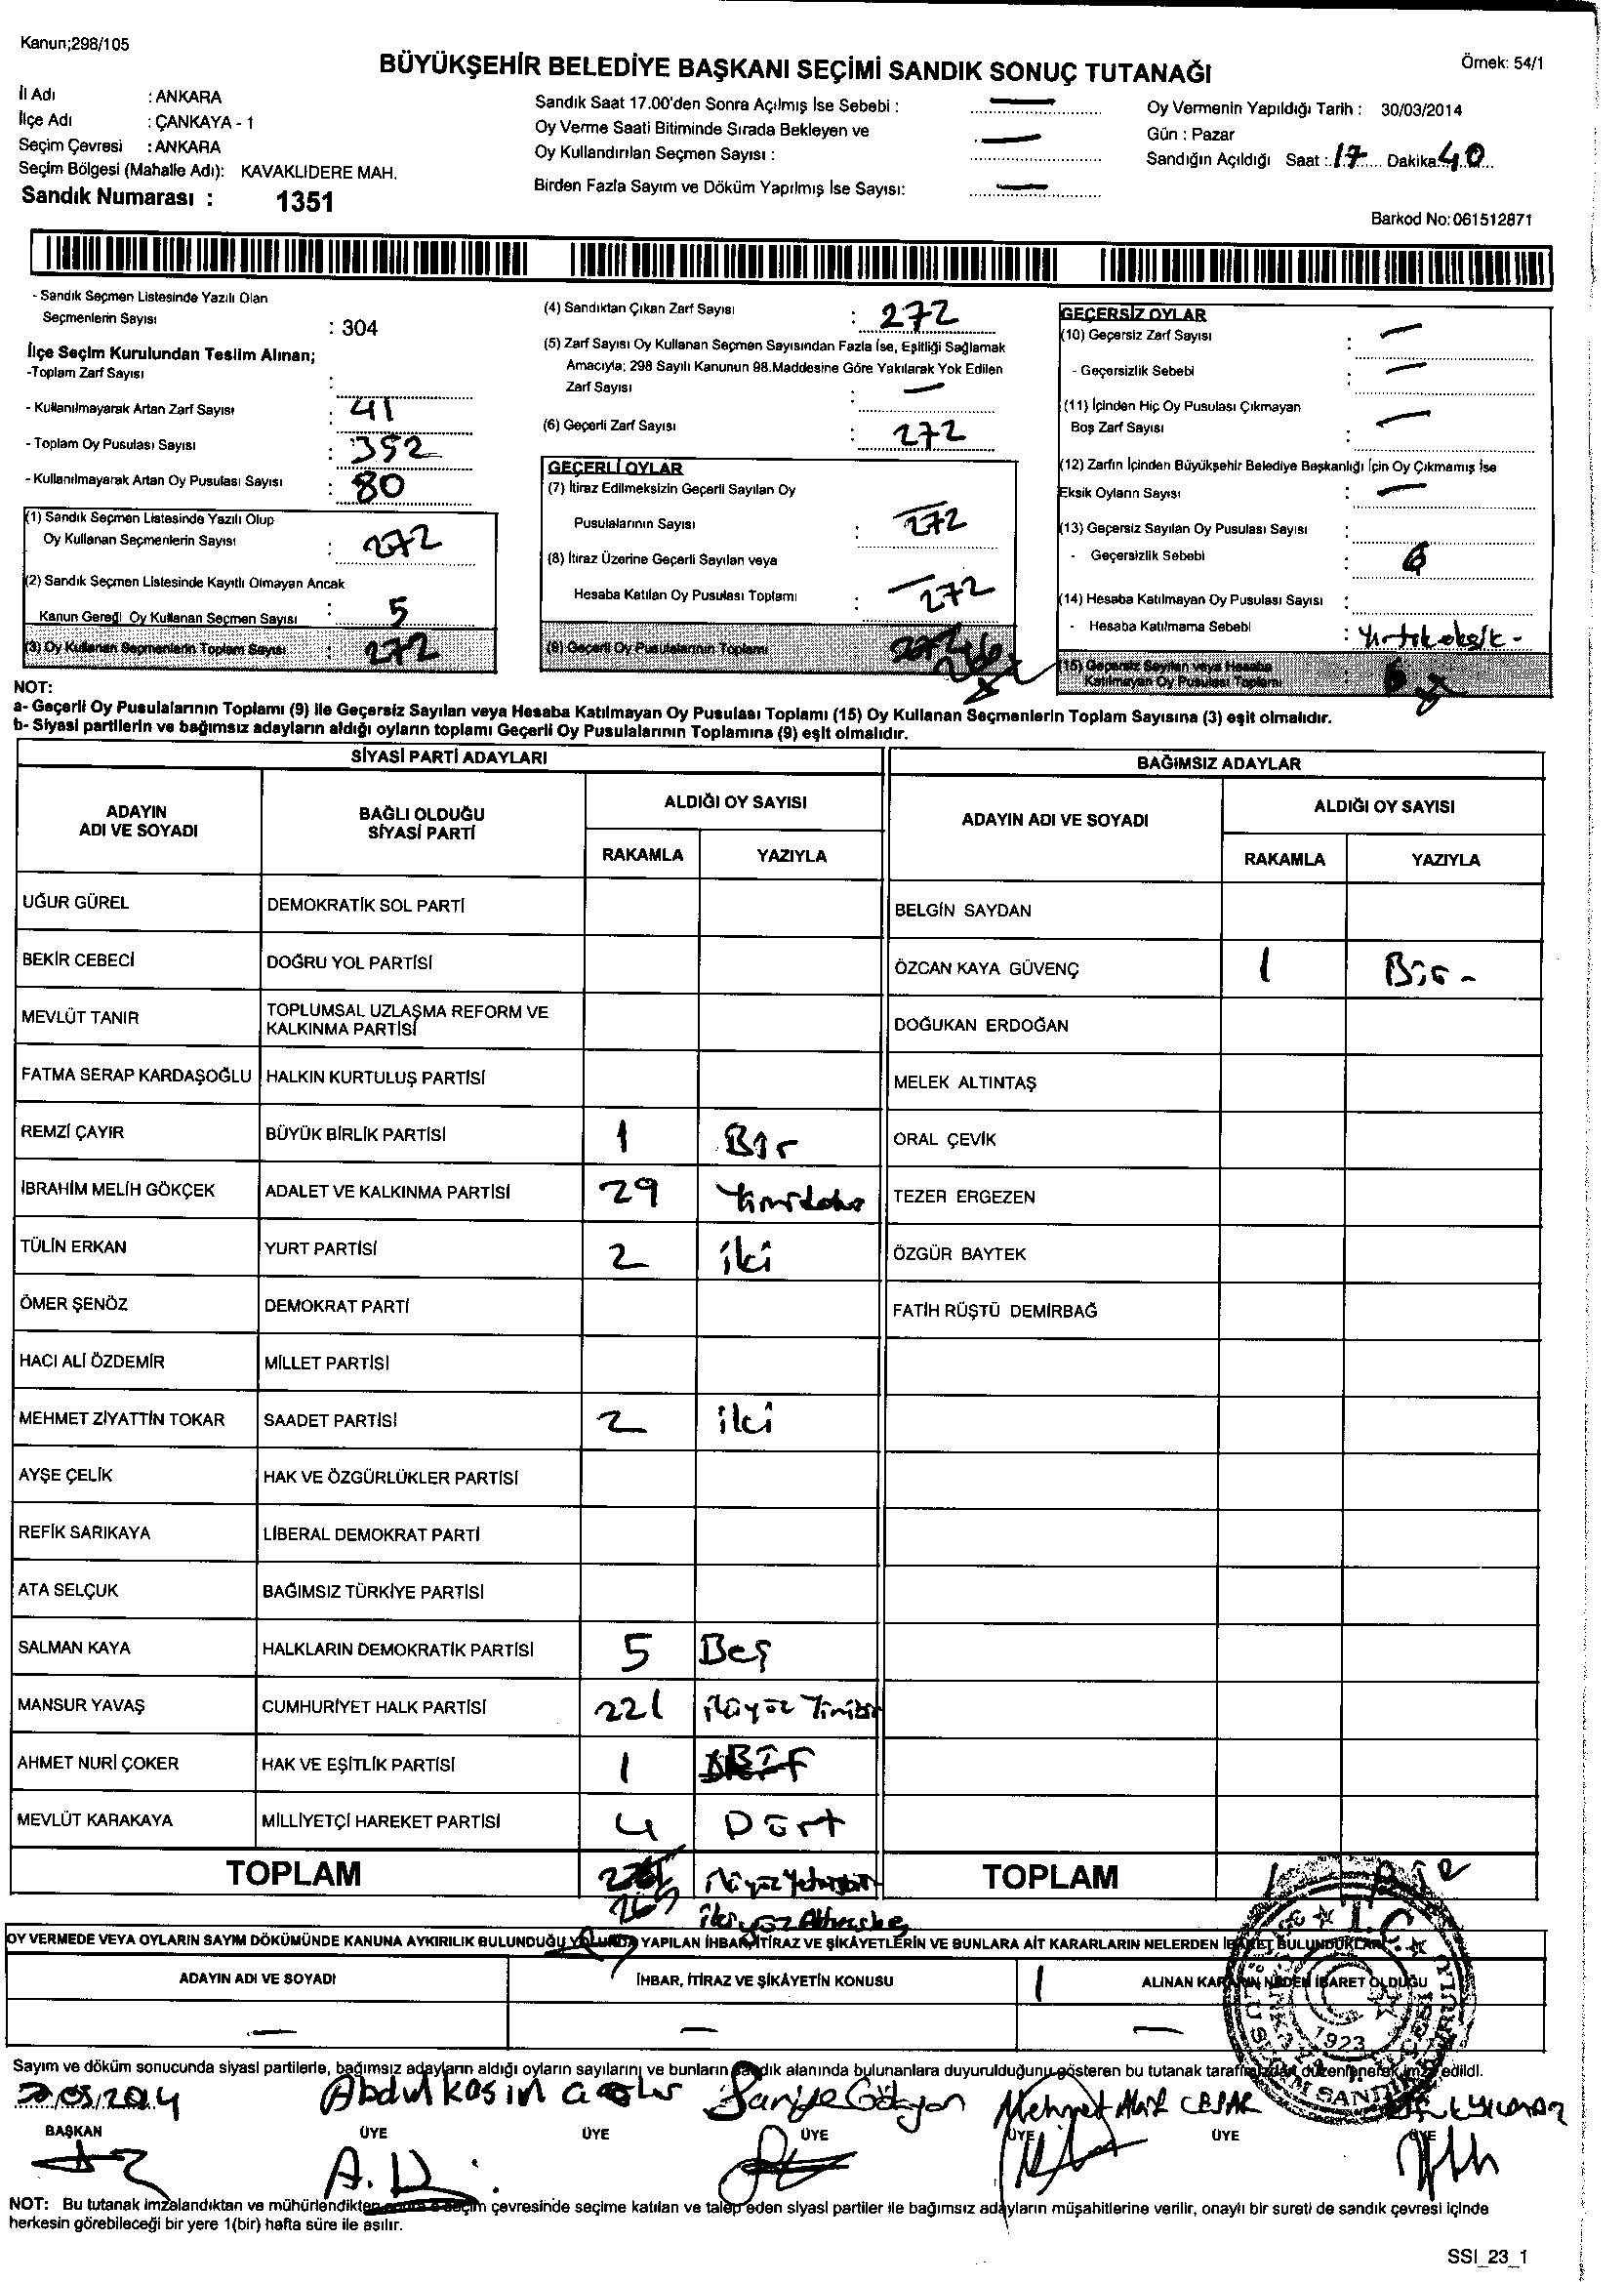 Kanun;298/105
BÜYÜKŞEHİR BELEDİYE BAŞKANI SEÇİMİ SANDIK SONUÇ TUTANAĞI
Örnek: 54/1
İl Adı : ANKARA
İlçe Adı : ÇANKAYA - 1
Seçim Çevresi : ANKARA
Seçim Bölgesi (Mahalle Adı): KAVAKLIDERE MAH.
Sandık Numarası : 1351
Sandık Saat 17.00'den Sonra Açılmış İse Sebebi : —
Oy Verme Saati Bitiminde Sırada Bekleyen ve
Oy Kullandırılan Seçmen Sayısı : —
Birden Fazla Sayım ve Döküm Yapılmış İse Sayısı: —
Oy Vermenin Yapıldığı Tarih : 30/03/2014
Gün : Pazar
Sandığın Açıldığı Saat : 17 Dakika 40
Barkod No: 061512871
- Sandık Seçmen Listesinde Yazılı Olan
Seçmenlerin Sayısı : 304
İlçe Seçim Kurulundan Teslim Alınan;
-Toplam Zarf Sayısı :
- Kullanılmayarak Artan Zarf Sayısı : 41
- Toplam Oy Pusulası Sayısı : 352
- Kullanılmayarak Artan Oy Pusulası Sayısı : 80
(1) Sandık Seçmen Listesinde Yazılı Olup
Oy Kullanan Seçmenlerin Sayısı : 272
(2) Sandık Seçmen Listesinde Kayıtlı Olmayan Ancak
Kanun Gereği Oy Kullanan Seçmen Sayısı : 5
(3) Oy Kullanan Seçmenlerin Toplam Sayısı : 272
(4) Sandıktan Çıkan Zarf Sayısı : 272
(5) Zarf Sayısı Oy Kullanan Seçmen Sayısından Fazla İse, Eşitliği Sağlamak
Amacıyla; 298 Sayılı Kanunun 98.Maddesine Göre Yakılarak Yok Edilen
Zarf Sayısı : —
(6) Geçerli Zarf Sayısı : 272
GEÇERLİ OYLAR
(7) İtiraz Edilmeksizin Geçerli Sayılan Oy
Pusulalarının Sayısı : 272
(8) İtiraz Üzerine Geçerli Sayılan veya
Hesaba Katılan Oy Pusulası Toplamı : 272
(9) Geçerli Oy Pusulalarının Toplamı : 272 266
GEÇERSİZ OYLAR
(10) Geçersiz Zarf Sayısı : —
- Geçersizlik Sebebi : —
(11) İçinden Hiç Oy Pusulası Çıkmayan
Boş Zarf Sayısı : —
(12) Zarfın İçinden Büyükşehir Belediye Başkanlığı İçin Oy Çıkmamış İse
Eksik Oyların Sayısı : —
(13) Geçersiz Sayılan Oy Pusulası Sayısı :
- Geçersizlik Sebebi : 6
(14) Hesaba Katılmayan Oy Pusulası Sayısı :
- Hesaba Katılmama Sebebi : Yırtık eksik -
(15) Geçersiz Sayılan veya Hesaba
Katılmayan Oy Pusulası Toplamı : 6
NOT:
a- Geçerli Oy Pusulalarının Toplamı (9) ile Geçersiz Sayılan veya Hesaba Katılmayan Oy Pusulası Toplamı (15) Oy Kullanan Seçmenlerin Toplam Sayısına (3) eşit olmalıdır.
b- Siyasi partilerin ve bağımsız adayların aldığı oyların toplamı Geçerli Oy Pusulalarının Toplamına (9) eşit olmalıdır.
SİYASİ PARTİ ADAYLARI
ADAYIN ADI VE SOYADI BAĞLI OLDUĞU SİYASİ PARTİ ALDIĞI OY SAYISI RAKAMLA YAZIYLA
UĞUR GÜREL DEMOKRATİK SOL PARTİ
BEKİR CEBECİ DOĞRU YOL PARTİSİ
MEVLÜT TANIR TOPLUMSAL UZLAŞMA REFORM VE KALKINMA PARTİSİ
FATMA SERAP KARDAŞOĞLU HALKIN KURTULUŞ PARTİSİ
REMZİ ÇAYIR BÜYÜK BİRLİK PARTİSİ 1 Bir
İBRAHİM MELİH GÖKÇEK ADALET VE KALKINMA PARTİSİ 29
TÜLİN ERKAN YURT PARTİSİ 2 iki
ÖMER ŞENÖZ DEMOKRAT PARTİ
HACI ALİ ÖZDEMİR MİLLET PARTİSİ
MEHMET ZİYATTİN TOKAR SAADET PARTİSİ 2 iki
AYŞE ÇELİK HAK VE ÖZGÜRLÜKLER PARTİSİ
REFİK SARIKAYA LİBERAL DEMOKRAT PARTİ
ATA SELÇUK BAĞIMSIZ TÜRKİYE PARTİSİ
SALMAN KAYA HALKLARIN DEMOKRATİK PARTİSİ 5 Beş
MANSUR YAVAŞ CUMHURİYET HALK PARTİSİ 221 ikiyüz Yirmibir
AHMET NURİ ÇOKER HAK VE EŞİTLİK PARTİSİ 1 Bir
MEVLÜT KARAKAYA MİLLİYETÇİ HAREKET PARTİSİ 4 Dört
TOPLAM 265 ikiyüz Altmışbeş
BAĞIMSIZ ADAYLAR
ADAYIN ADI VE SOYADI ALDIĞI OY SAYISI RAKAMLA YAZIYLA
BELGİN SAYDAN
ÖZCAN KAYA GÜVENÇ 1 Bir -
DOĞUKAN ERDOĞAN
MELEK ALTINTAŞ
ORAL ÇEVİK
TEZER ERGEZEN
ÖZGÜR BAYTEK
FATİH RÜŞTÜ DEMİRBAĞ
TOPLAM 1 Bir
OY VERMEDE VEYA OYLARIN SAYIM DÖKÜMÜNDE KANUNA AYKIRILIK BULUNDUĞU YOLUNDA YAPILAN İHBAR, İTİRAZ VE ŞİKÂYETLERİN VE BUNLARA AİT KARARLARIN NELERDEN İBARET BULUNDUKLARI
ADAYIN ADI VE SOYADI İHBAR, İTİRAZ VE ŞİKÂYETİN KONUSU ALINAN KARARIN NEDEN İBARET OLDUĞU
— — —
T.C. 1923
Sayım ve döküm sonucunda siyasi partilerle, bağımsız adayların aldığı oyların sayılarını ve bunların sandık alanında bulunanlara duyurulduğunu gösteren bu tutanak tarafımızdan düzenlenerek imza edildi.
30/03/2014 Mehmet
BAŞKAN ÜYE ÜYE ÜYE ÜYE ÜYE ÜYE
NOT: Bu tutanak imzalandıktan ve mühürlendikten sonra o seçim çevresinde seçime katılan ve talep eden siyasi partiler ile bağımsız adayların müşahitlerine verilir, onaylı bir sureti de sandık çevresi içinde
herkesin görebileceği bir yere 1(bir) hafta süre ile asılır.
SSI_23_1